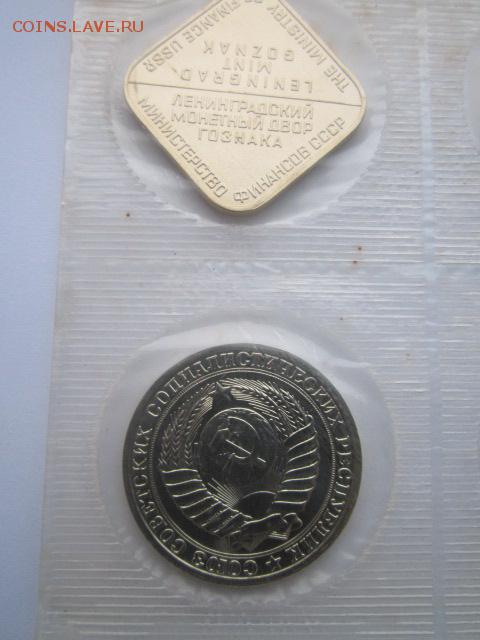 COINS.LAVE.RU
THE MINISTRY OF FINANCE USSR
LENINGRAD
MINT
GOZNAK
ЛЕНИНГРАДСКИЙ
МОНЕТНЫЙ ДВОР
ГОЗНАКА
МИНИСТЕРСТВО ФИНАНСОВ СССР
СОЮЗ СОВЕТСКИХ СОЦИАЛИСТИЧЕСКИХ РЕСПУБЛИК